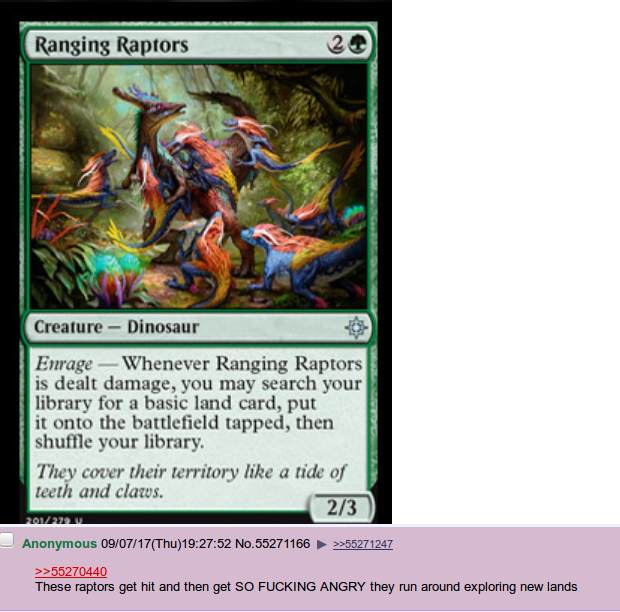 Ranging Raptors 2
Creature — Dinosaur
Enrage — Whenever Ranging Raptors
is dealt damage, you may search your
library for a basic land card, put
it onto the battlefield tapped, then
shuffle your library.
They cover their territory like a tide of
teeth and claws.
2/3
201/279 U
Anonymous 09/07/17(Thu)19:27:52 No.55271166 ▶ >>55271247
>>55270440
These raptors get hit and then get SO FUCKING ANGRY they run around exploring new lands